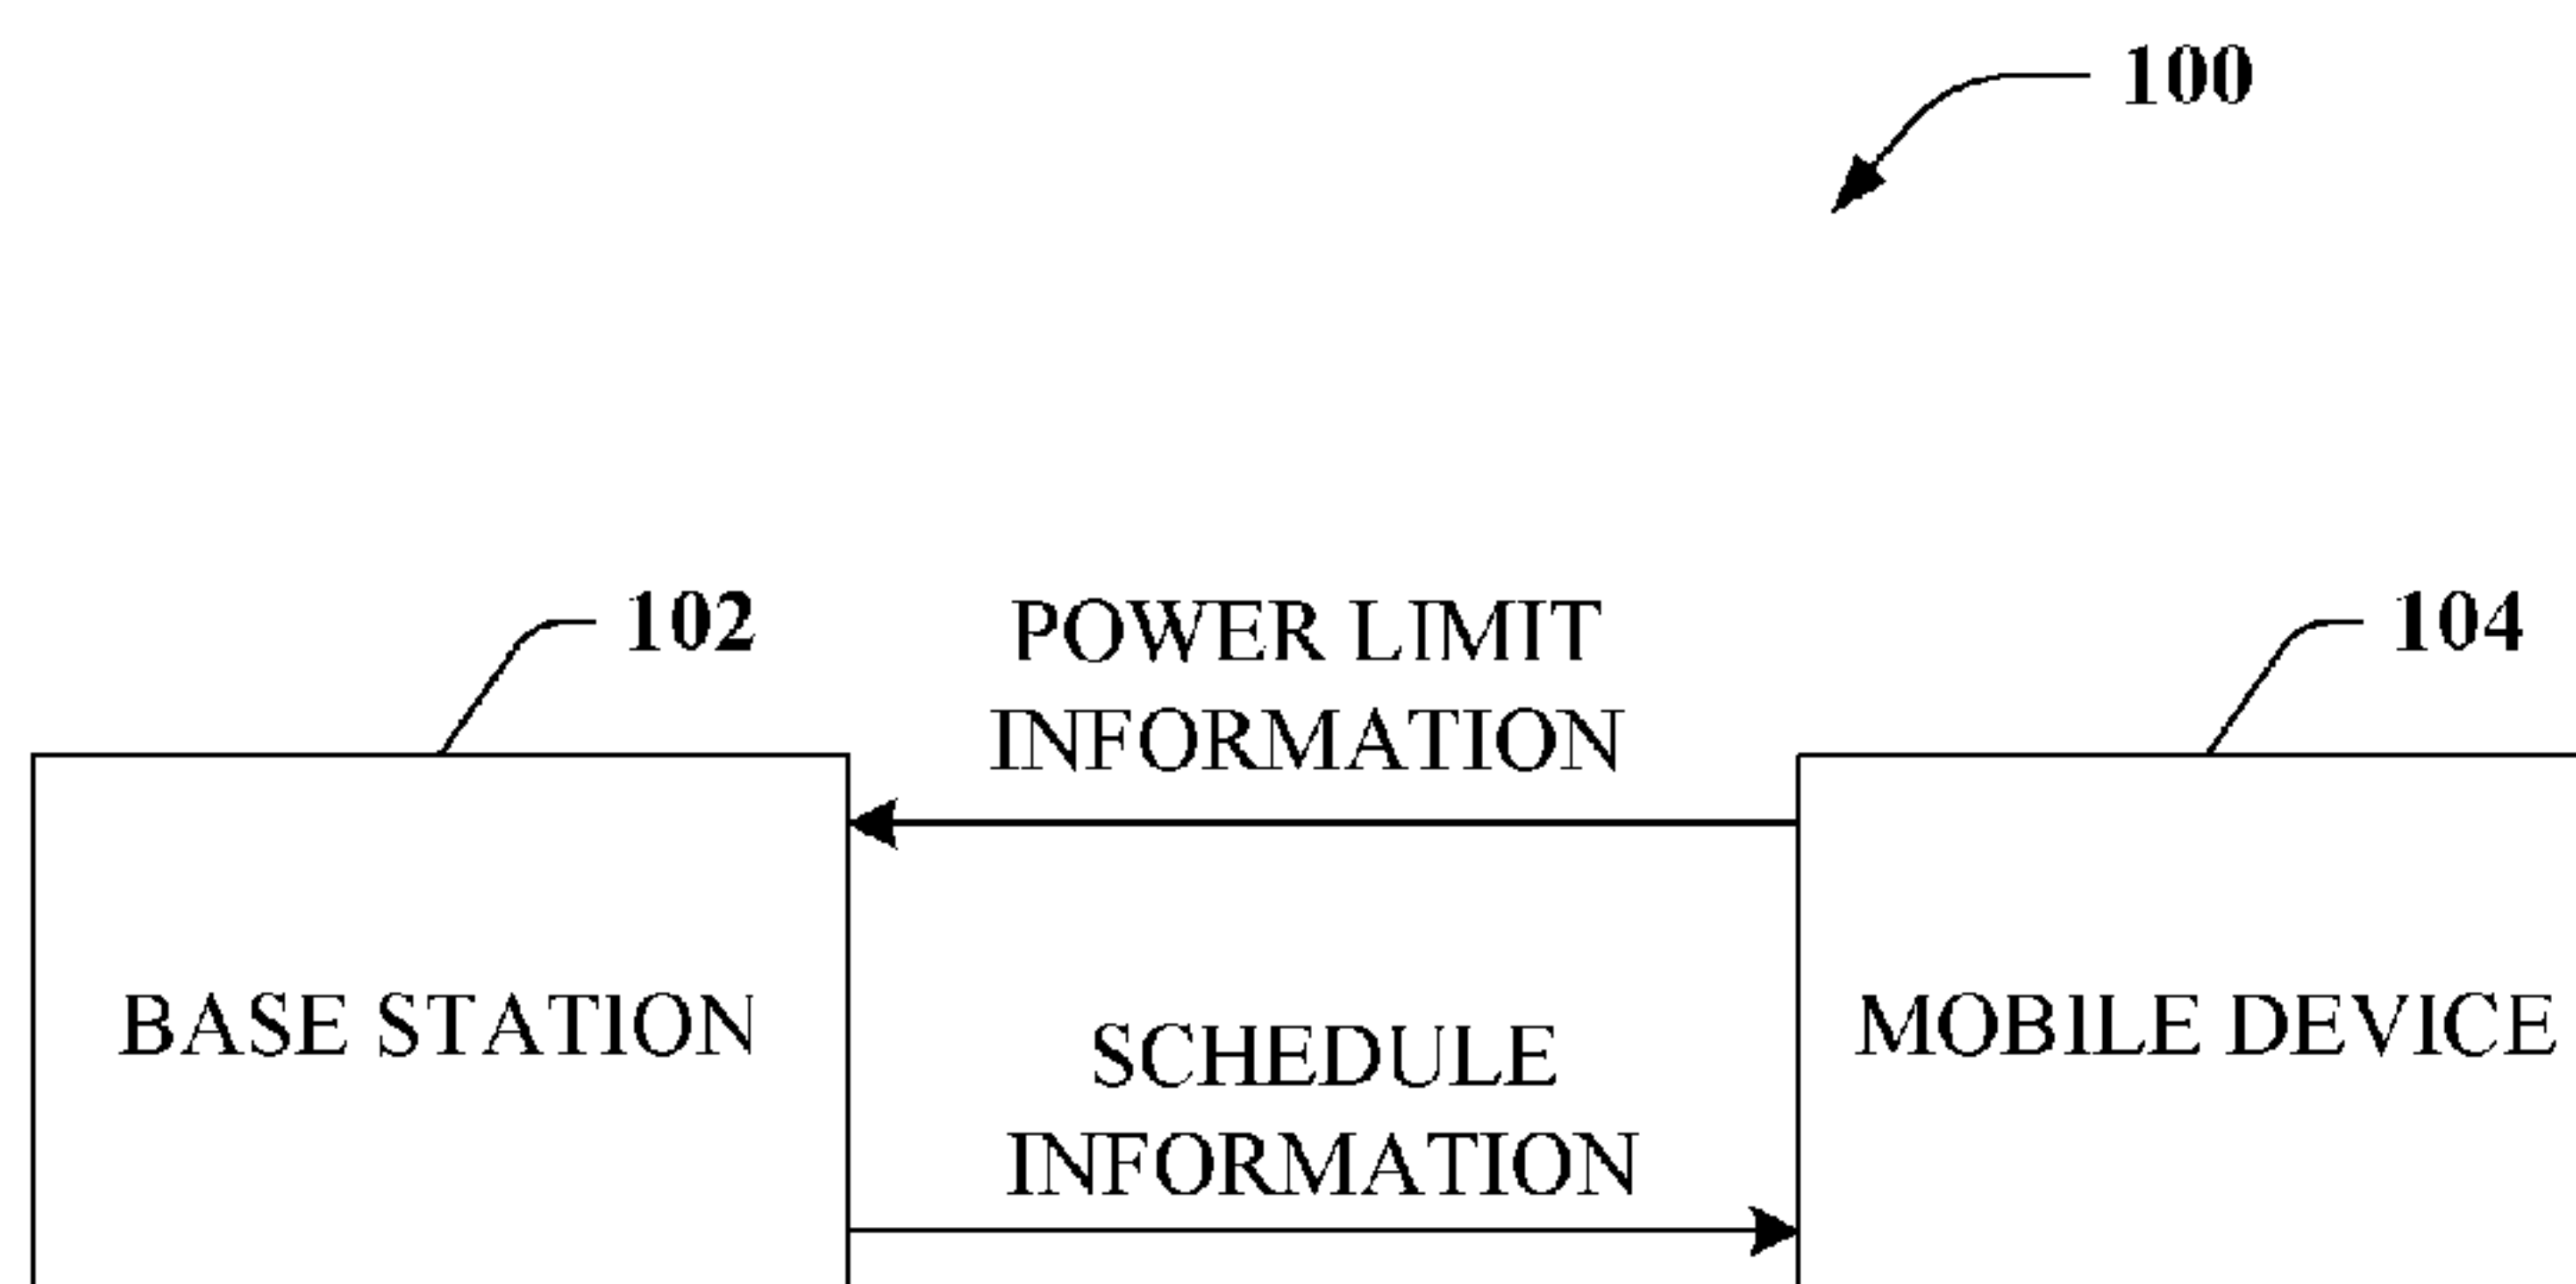 100
102
POWER LIMIT
INFORMATION
104
BASE STATION
SCHEDULE
INFORMATION
MOBILE DEVICE